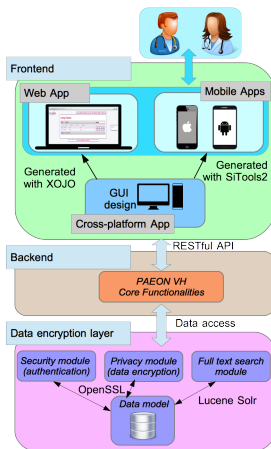 Frontend
Web App
Mobile Apps
Generated
with XOJO
Generated
with SiTools2
GUI
design
Cross-platform App
RESTful API
Backend
PAEON VH
Core Functionalities
Data access
Data encryption layer
Security module
(authentication)
Privacy module
(data encryption)
Full text search
module
OpenSSL
Lucene Solr
Data model